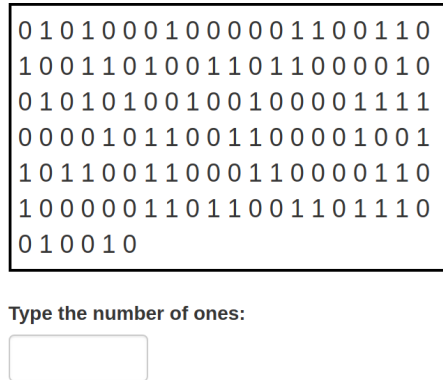 0 1 0 1 0 0 0 1 0 0 0 0 0 1 1 0 0 1 1 0
1 0 0 1 1 0 1 0 0 1 1 0 1 1 0 0 0 0 1 0
0 1 0 1 0 1 0 0 1 0 0 1 0 0 0 0 1 1 1 1
0 0 0 0 1 0 1 1 0 0 1 1 0 0 0 0 1 0 0 1
1 0 1 1 0 0 1 1 0 0 0 1 1 0 0 0 0 1 1 0
1 0 0 0 0 0 1 1 0 1 1 0 0 1 1 0 1 1 1 0
0 1 0 0 1 0
Type the number of ones: